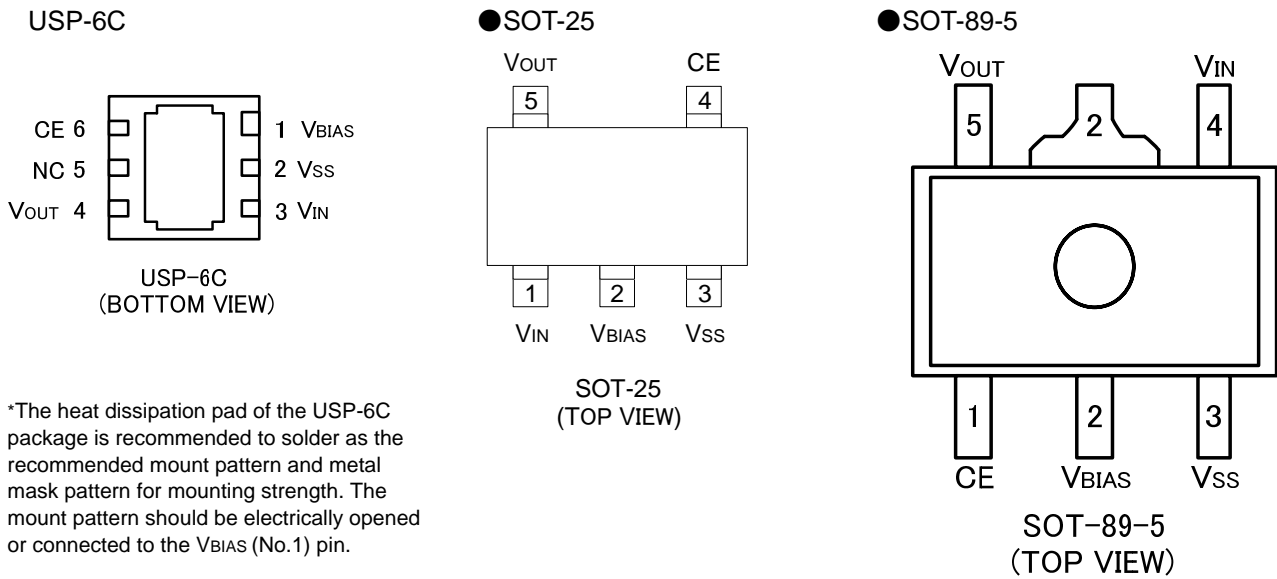 USP-6C
CE 6
1 VBIAS
NC 5
2 VSS
VOUT 4
3 VIN
USP-6C
(BOTTOM VIEW)
*The heat dissipation pad of the USP-6C
package is recommended to solder as the
recommended mount pattern and metal
mask pattern for mounting strength. The
mount pattern should be electrically opened
or connected to the VBIAS (No.1) pin.
●SOT-25
VOUT CE
5 4
1 2 3
VIN VBIAS VSS
SOT-25
(TOP VIEW)
●SOT-89-5
VOUT VIN
5 2 4
1 2 3
CE VBIAS VSS
SOT-89-5
(TOP VIEW)